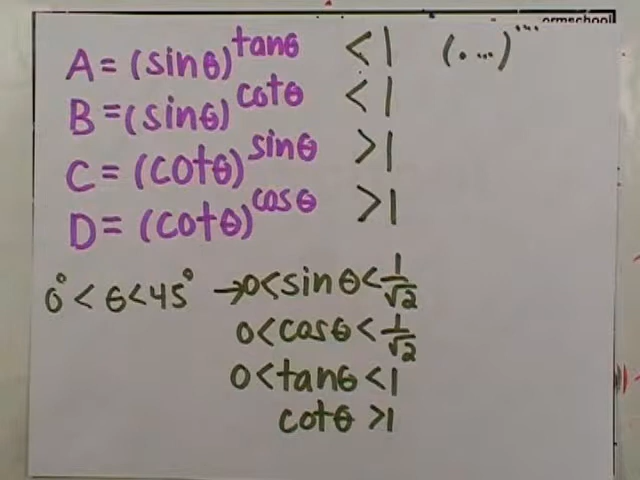 ormschool
A = (sinθ)^tanθ < 1 (. ...)^...
B = (sinθ)^cotθ < 1
C = (cotθ)^sinθ > 1
D = (cotθ)^cosθ > 1
0° < θ < 45° → 0 < sinθ < 1/√2
0 < cosθ < 1/√2
0 < tanθ < 1
cotθ > 1